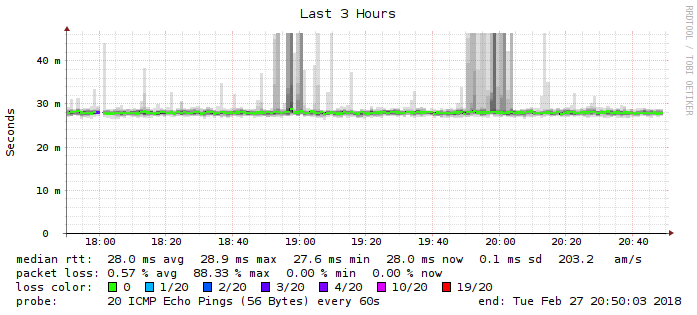 Last 3 Hours
RRDTOOL / TOBI OETIKER
Seconds
40 m
30 m
20 m
10 m
0
18:00 18:20 18:40 19:00 19:20 19:40 20:00 20:20 20:40
median rtt: 28.0 ms avg 28.9 ms max 27.6 ms min 28.0 ms now 0.1 ms sd 203.2 am/s
packet loss: 0.57 % avg 88.33 % max 0.00 % min 0.00 % now
loss color: 0 1/20 2/20 3/20 4/20 10/20 19/20
probe: 20 ICMP Echo Pings (56 Bytes) every 60s end: Tue Feb 27 20:50:03 2018